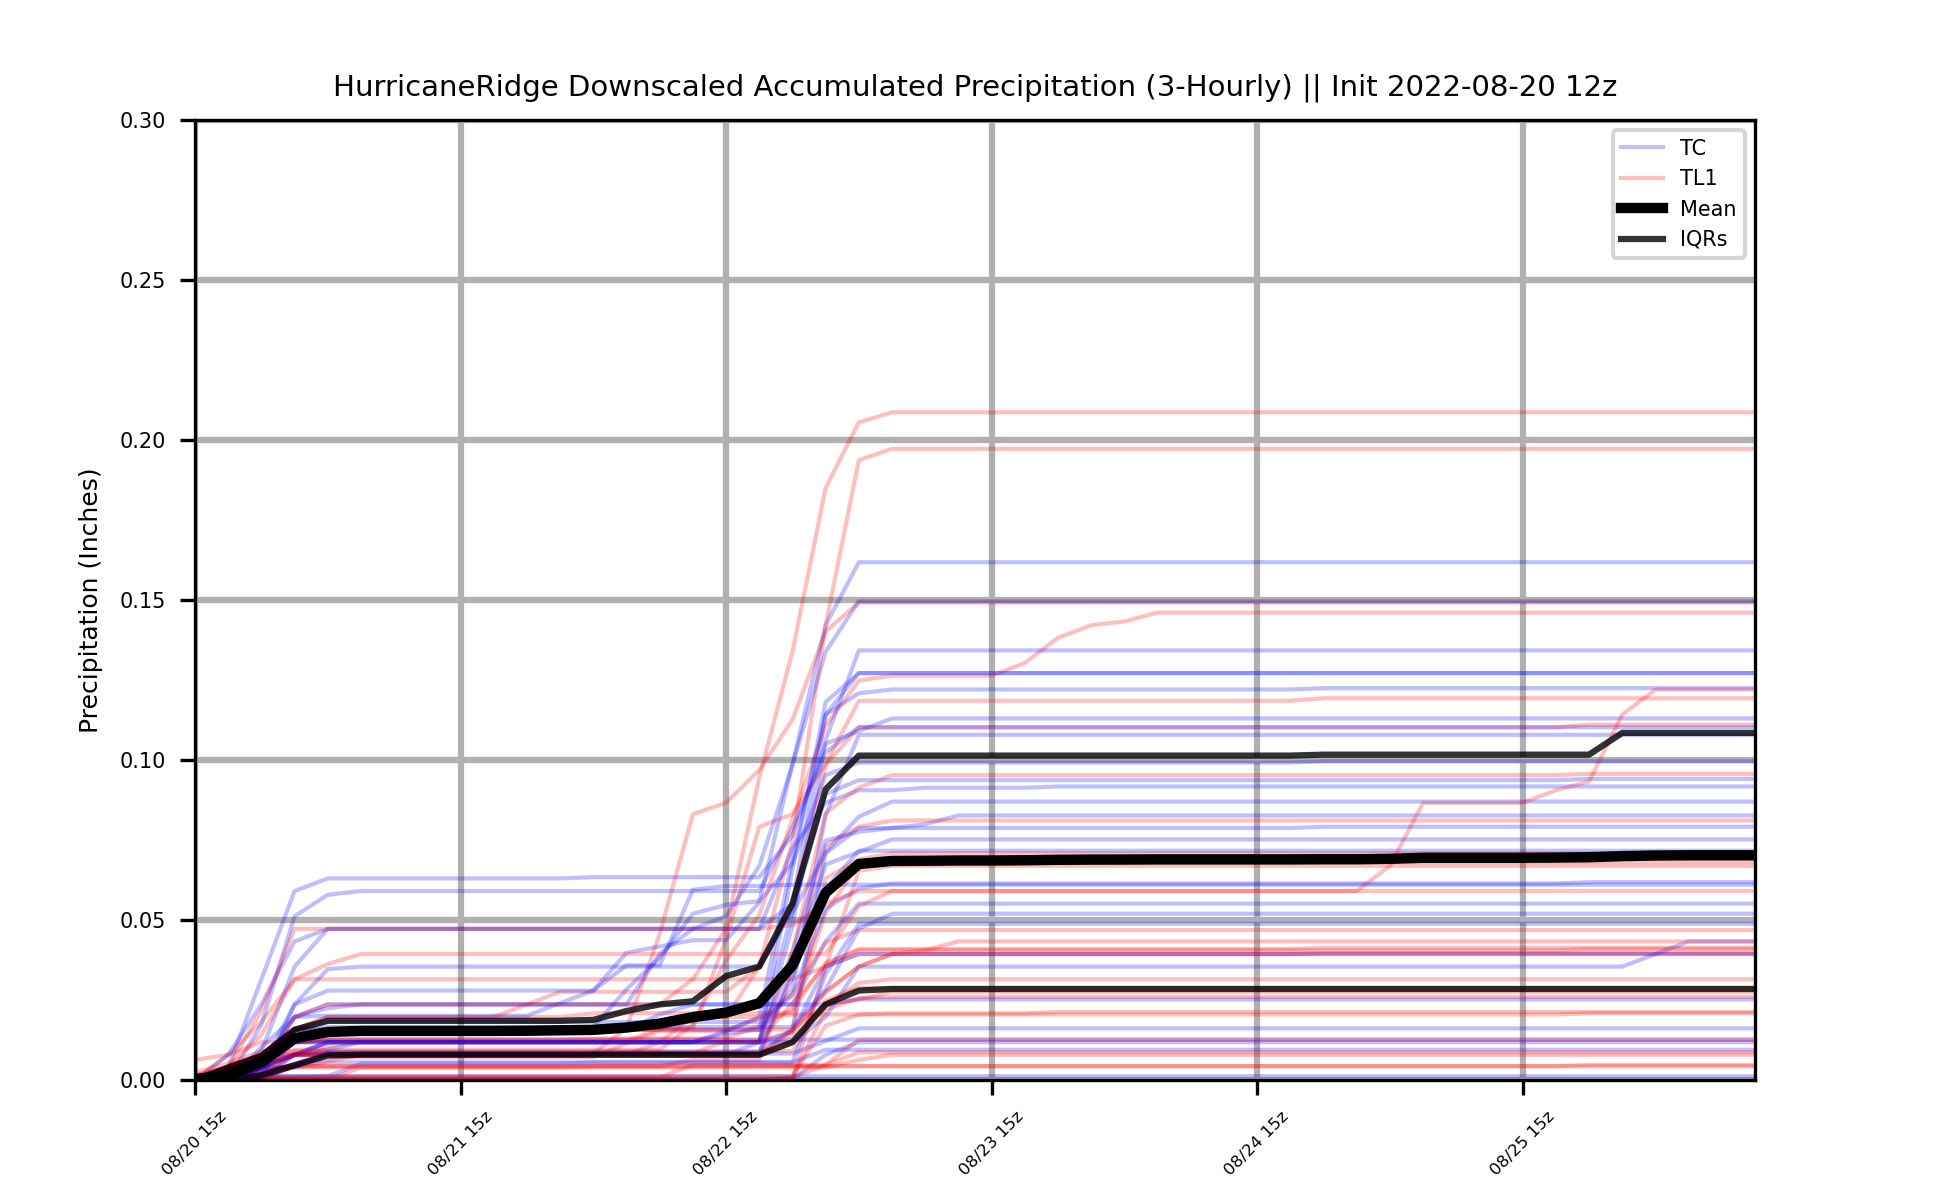 HurricaneRidge Downscaled Accumulated Precipitation (3-Hourly) || Init 2022-08-20 12z
Precipitation (Inches)
0.30
0.25
0.20
0.15
0.10
0.05
0.00
TC
TL1
Mean
IQRs
08/20 15z
08/21 15z
08/22 15z
08/23 15z
08/24 15z
08/25 15z